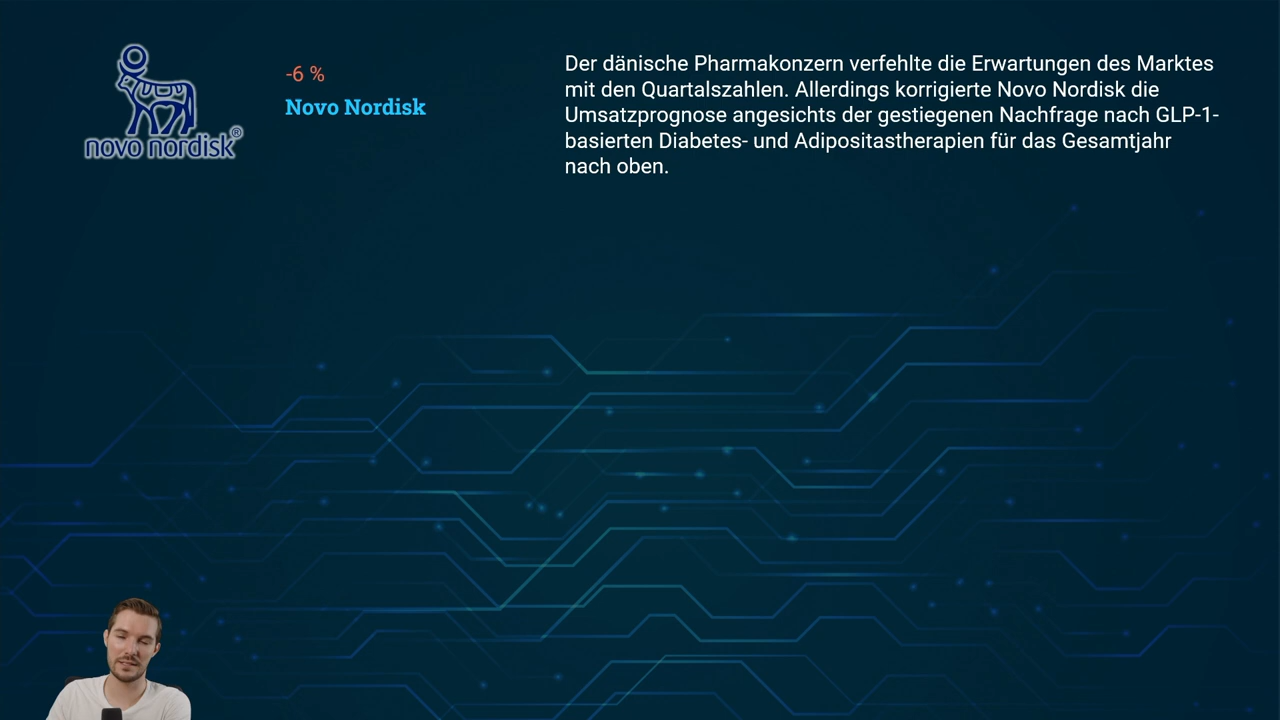 novo nordisk®
-6 %
Novo Nordisk
Der dänische Pharmakonzern verfehlte die Erwartungen des Marktes
mit den Quartalszahlen. Allerdings korrigierte Novo Nordisk die
Umsatzprognose angesichts der gestiegenen Nachfrage nach GLP-1-
basierten Diabetes- und Adipositastherapien für das Gesamtjahr
nach oben.